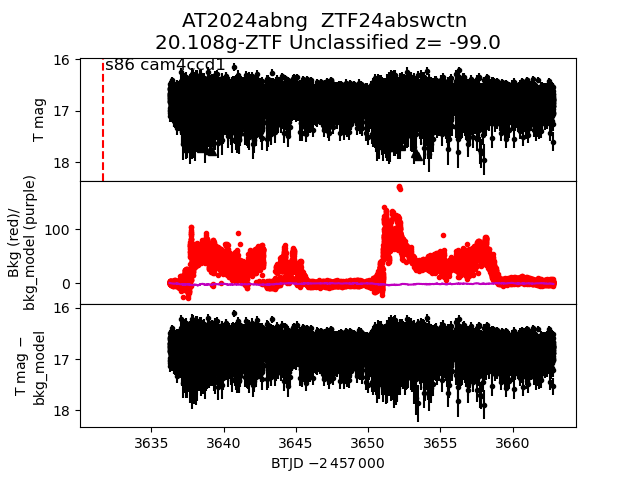 AT2024abng  ZTF24abswctn
20.108g-ZTF Unclassified z= -99.0
s86 cam4ccd1
16
17
18
T mag
100
0
Bkg (red)/
bkg_model (purple)
16
17
18
T mag −
bkg_model
3635
3640
3645
3650
3655
3660
BTJD −2 457 000